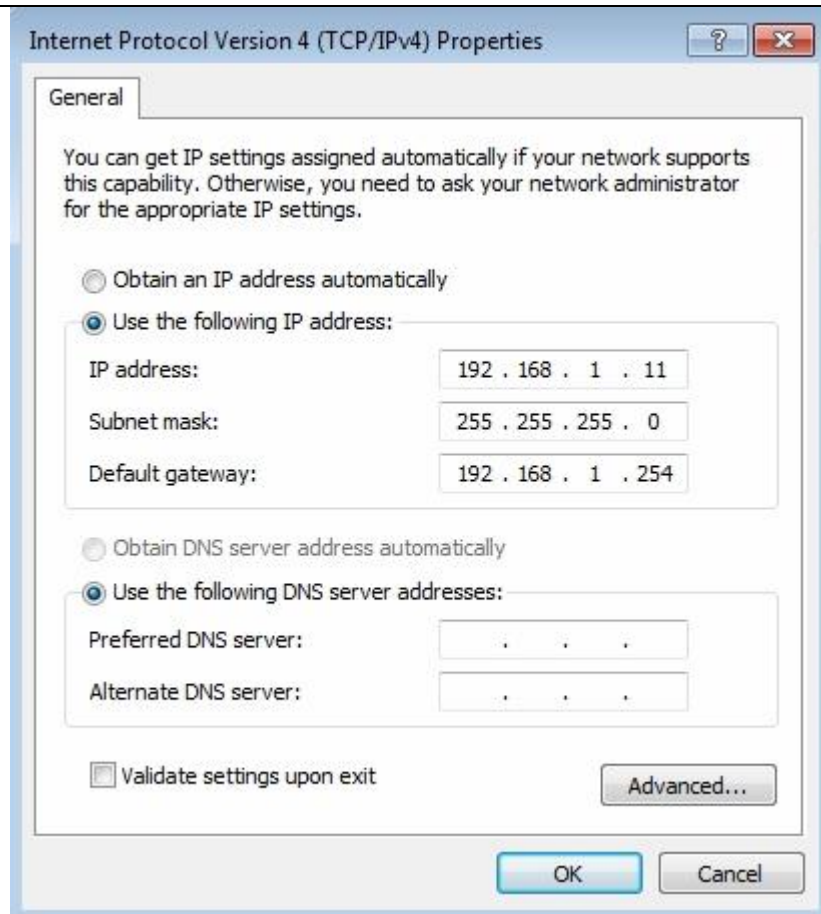 Internet Protocol Version 4 (TCP/IPv4) Properties
General
You can get IP settings assigned automatically if your network supports
this capability. Otherwise, you need to ask your network administrator
for the appropriate IP settings.
Obtain an IP address automatically
Use the following IP address:
IP address: 192 . 168 . 1 . 11
Subnet mask: 255 . 255 . 255 . 0
Default gateway: 192 . 168 . 1 . 254
Obtain DNS server address automatically
Use the following DNS server addresses:
Preferred DNS server: . . .
Alternate DNS server: . . .
Validate settings upon exit
Advanced...
OK Cancel